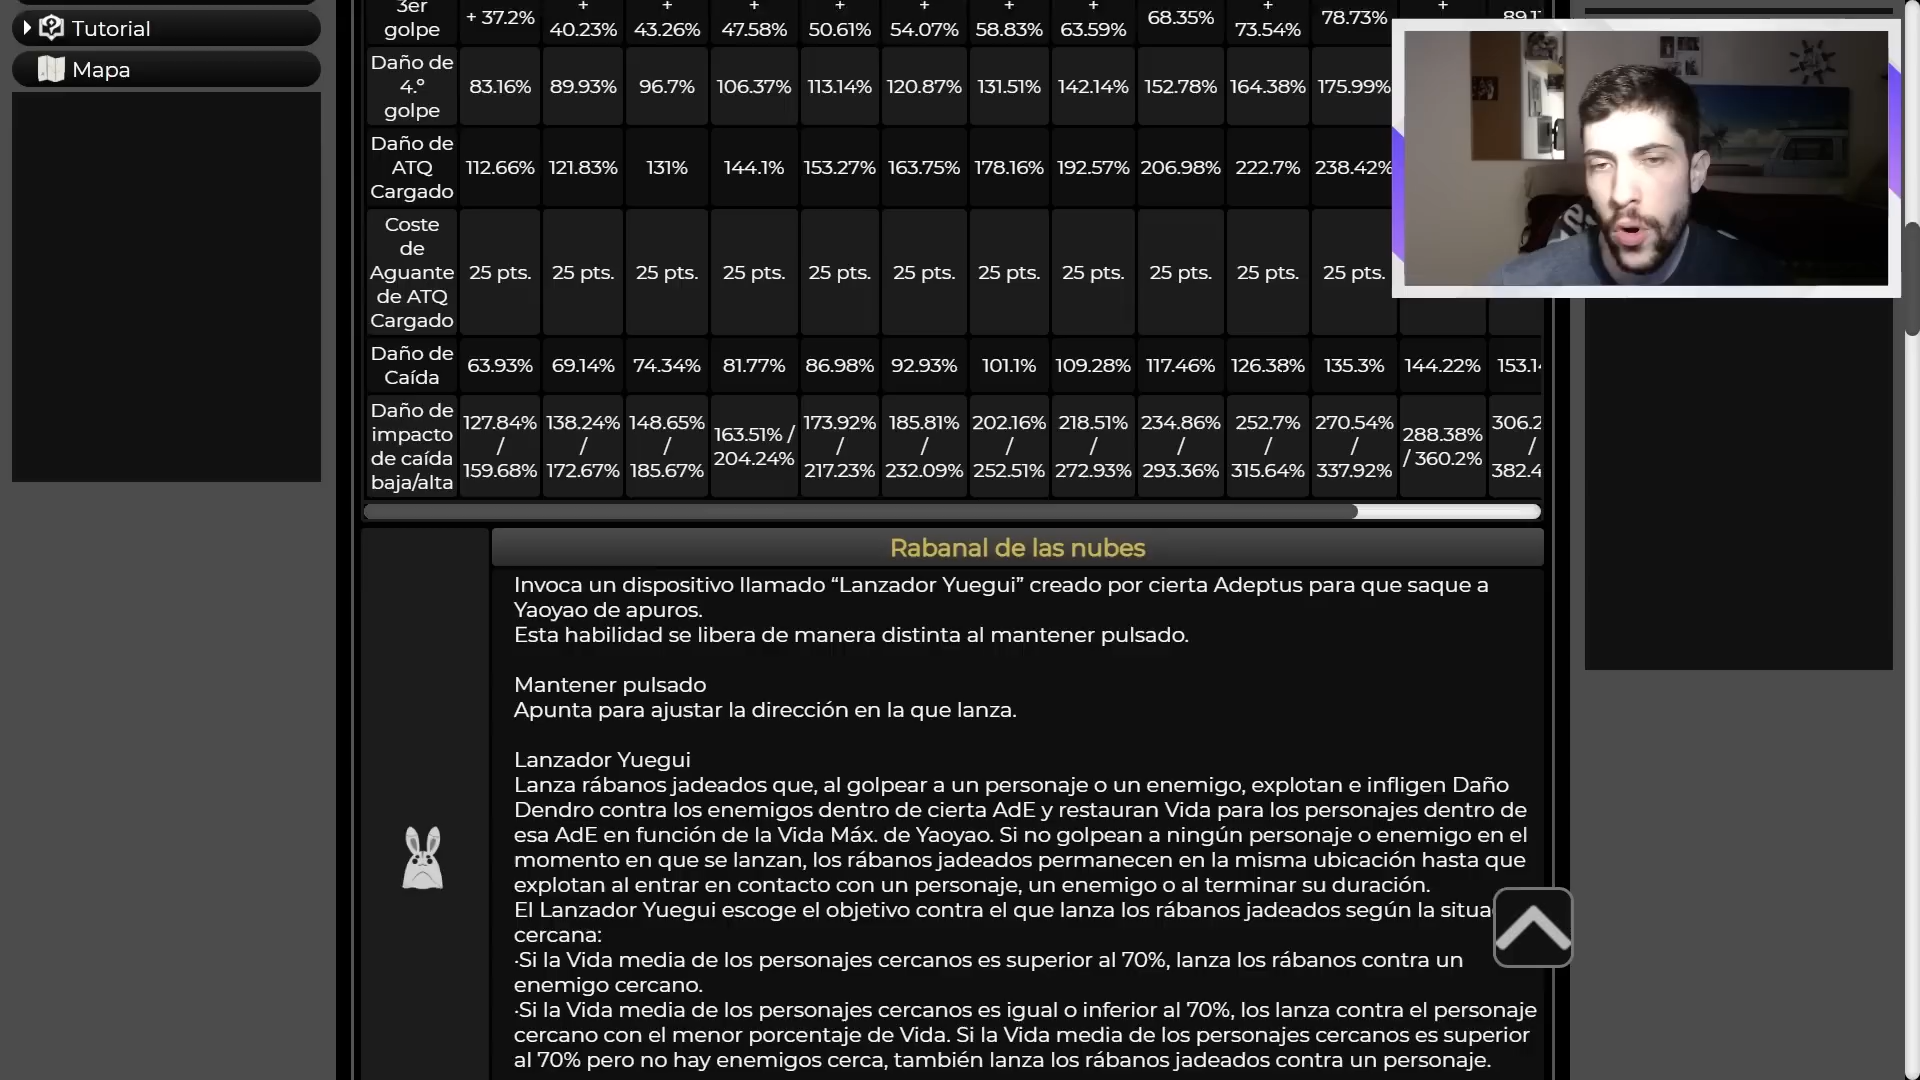 Tutorial
Mapa
3er golpe + 37.2% + 40.23% + 43.26% + 47.58% + 50.61% + 54.07% + 58.83% + 63.59% 68.35% + 73.54% 78.73% +
Daño de 4.º golpe 83.16% 89.93% 96.7% 106.37% 113.14% 120.87% 131.51% 142.14% 152.78% 164.38% 175.99%
Daño de ATQ Cargado 112.66% 121.83% 131% 144.1% 153.27% 163.75% 178.16% 192.57% 206.98% 222.7% 238.42%
Coste de Aguante de ATQ Cargado 25 pts. 25 pts. 25 pts. 25 pts. 25 pts. 25 pts. 25 pts. 25 pts. 25 pts. 25 pts. 25 pts.
Daño de Caída 63.93% 69.14% 74.34% 81.77% 86.98% 92.93% 101.1% 109.28% 117.46% 126.38% 135.3% 144.22% 153.1
Daño de impacto de caída baja/alta 127.84% / 159.68% 138.24% / 172.67% 148.65% / 185.67% 163.51% / 204.24% 173.92% / 217.23% 185.81% / 232.09% 202.16% / 252.51% 218.51% / 272.93% 234.86% / 293.36% 252.7% / 315.64% 270.54% / 337.92% 288.38% / 360.2% 306.2 / 382.4
Rabanal de las nubes
Invoca un dispositivo llamado “Lanzador Yuegui” creado por cierta Adeptus para que saque a
Yaoyao de apuros.
Esta habilidad se libera de manera distinta al mantener pulsado.
Mantener pulsado
Apunta para ajustar la dirección en la que lanza.
Lanzador Yuegui
Lanza rábanos jadeados que, al golpear a un personaje o un enemigo, explotan e infligen Daño
Dendro contra los enemigos dentro de cierta AdE y restauran Vida para los personajes dentro de
esa AdE en función de la Vida Máx. de Yaoyao. Si no golpean a ningún personaje o enemigo en el
momento en que se lanzan, los rábanos jadeados permanecen en la misma ubicación hasta que
explotan al entrar en contacto con un personaje, un enemigo o al terminar su duración.
El Lanzador Yuegui escoge el objetivo contra el que lanza los rábanos jadeados según la situa
cercana:
·Si la Vida media de los personajes cercanos es superior al 70%, lanza los rábanos contra un
enemigo cercano.
·Si la Vida media de los personajes cercanos es igual o inferior al 70%, los lanza contra el personaje
cercano con el menor porcentaje de Vida. Si la Vida media de los personajes cercanos es superior
al 70% pero no hay enemigos cerca, también lanza los rábanos jadeados contra un personaje.